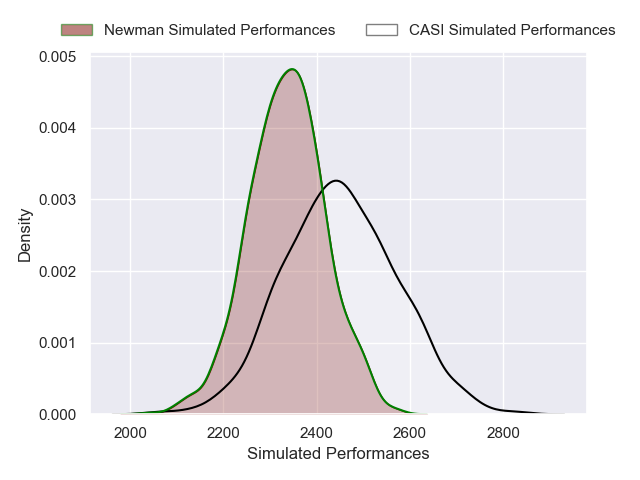 Newman Simulated Performances CASI Simulated Performances
0.005
0.004
0.003
0.002
0.001
0.000
Density
2000 2200 2400 2600 2800
Simulated Performances